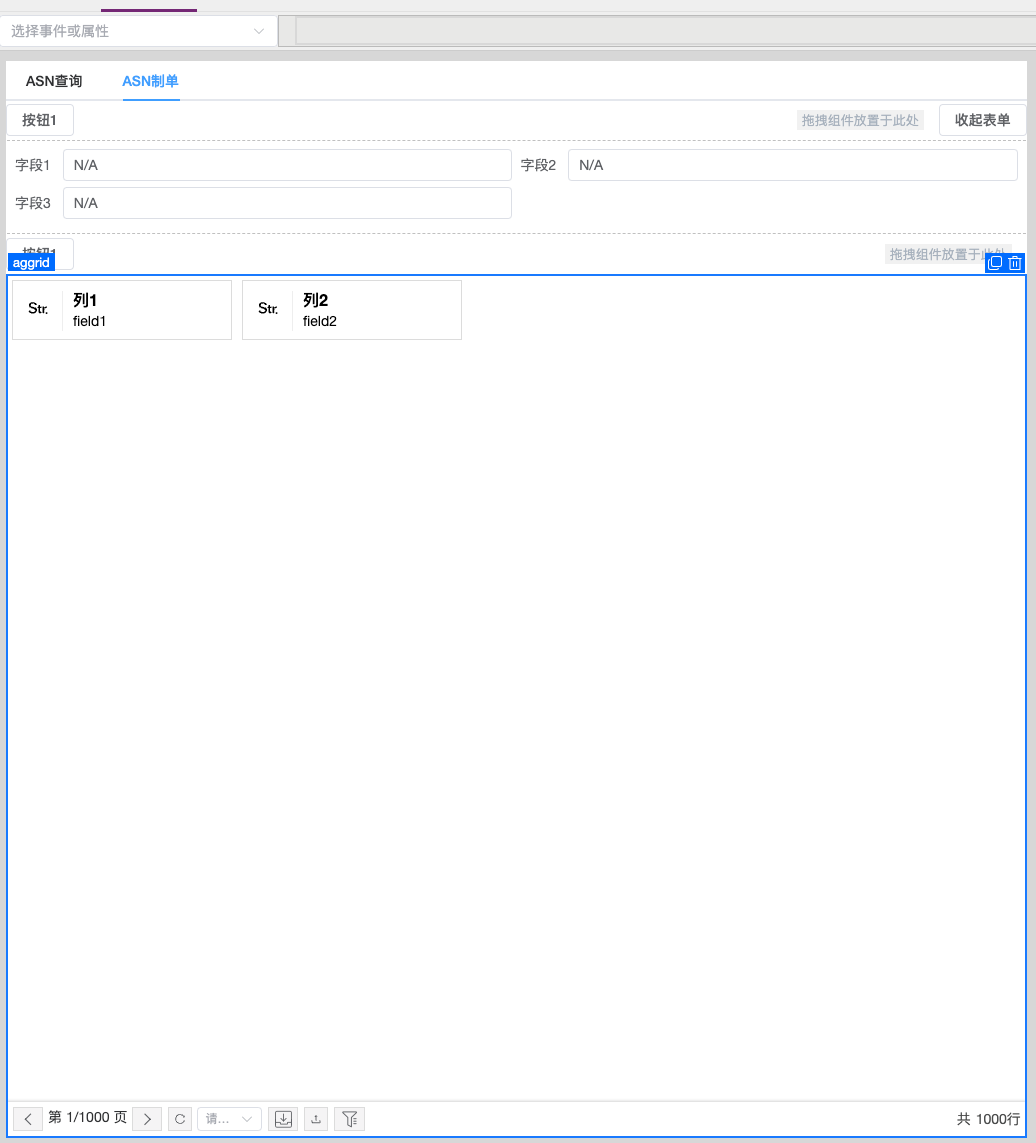 选择事件或属性
ASN查询 ASN制单
按钮1 拖拽组件放置于此处 收起表单
字段1 N/A 字段2 N/A
字段3 N/A
按钮1 拖拽组件放置于此处
aggrid
Str. 列1 Str. 列2
field1 field2
第 1/1000 页 请... 共 1000行